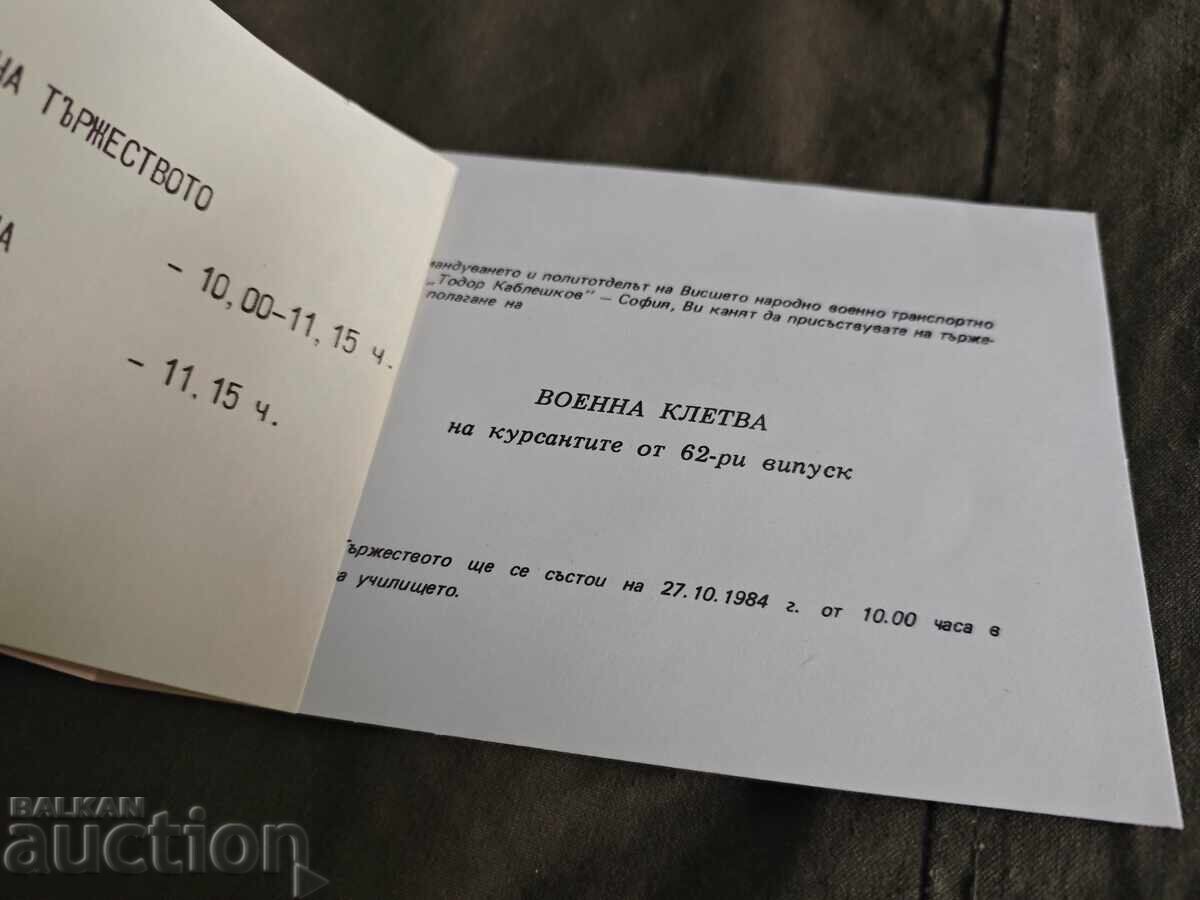 НА ТЪРЖЕСТВОТО
НА
– 10,00–11,15 ч.
– 11.15 ч.
мандуването и политотделът на Висшето народно военно транспортно
„Тодор Каблешков" – София, Ви канят да присъствувате на търже-
полагане на
ВОЕННА КЛЕТВА
на курсантите от 62-ри випуск
Тържеството ще се състои на 27.10.1984 г. от 10.00 часа в
а училището.
BALKAN
auction